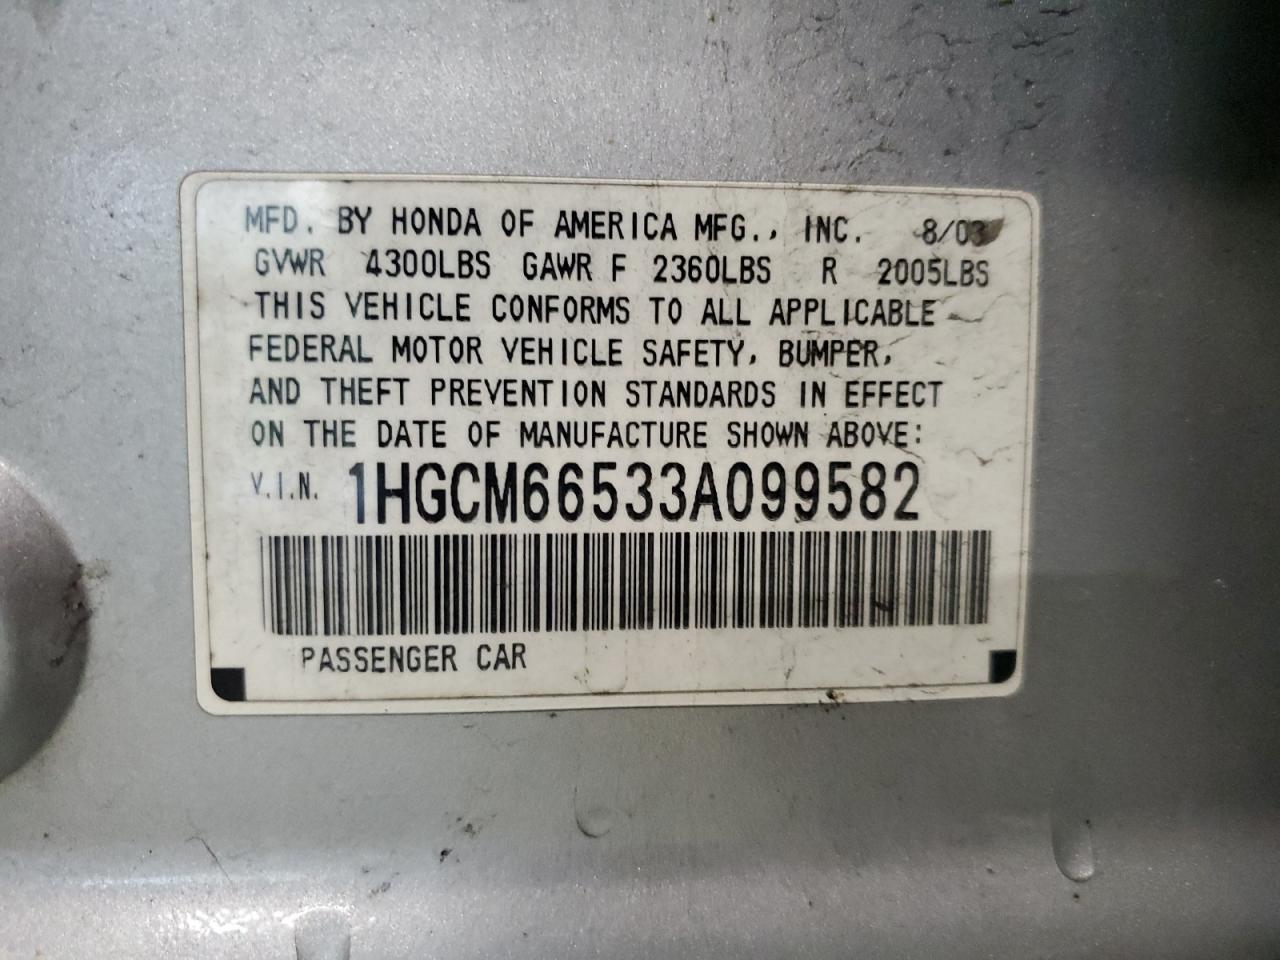 MFD. BY HONDA OF AMERICA MFG., INC. 8/03
GVWR 4300LBS GAWR F 2360LBS R 2005LBS
THIS VEHICLE CONFORMS TO ALL APPLICABLE
FEDERAL MOTOR VEHICLE SAFETY, BUMPER,
AND THEFT PREVENTION STANDARDS IN EFFECT
ON THE DATE OF MANUFACTURE SHOWN ABOVE:
V.I.N. 1HGCM66533A099582
PASSENGER CAR